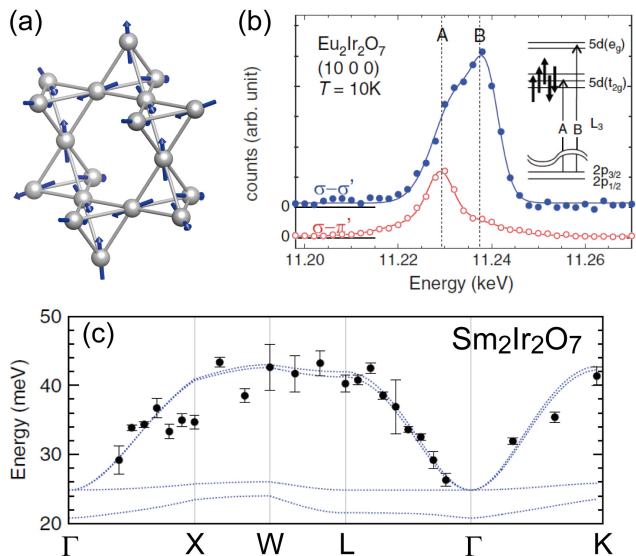 (a)
(b)
A
B
Eu2Ir2O7
(10 0 0)
T = 10K
counts (arb. unit)
5d(eg)
5d(t2g)
L3
A
B
2p3/2
2p1/2
σ−σ'
0
σ−π'
0
11.20
11.22
11.24
11.26
Energy (keV)
(c)
Sm2Ir2O7
Energy (meV)
50
40
30
20
Γ
X
W
L
Γ
K